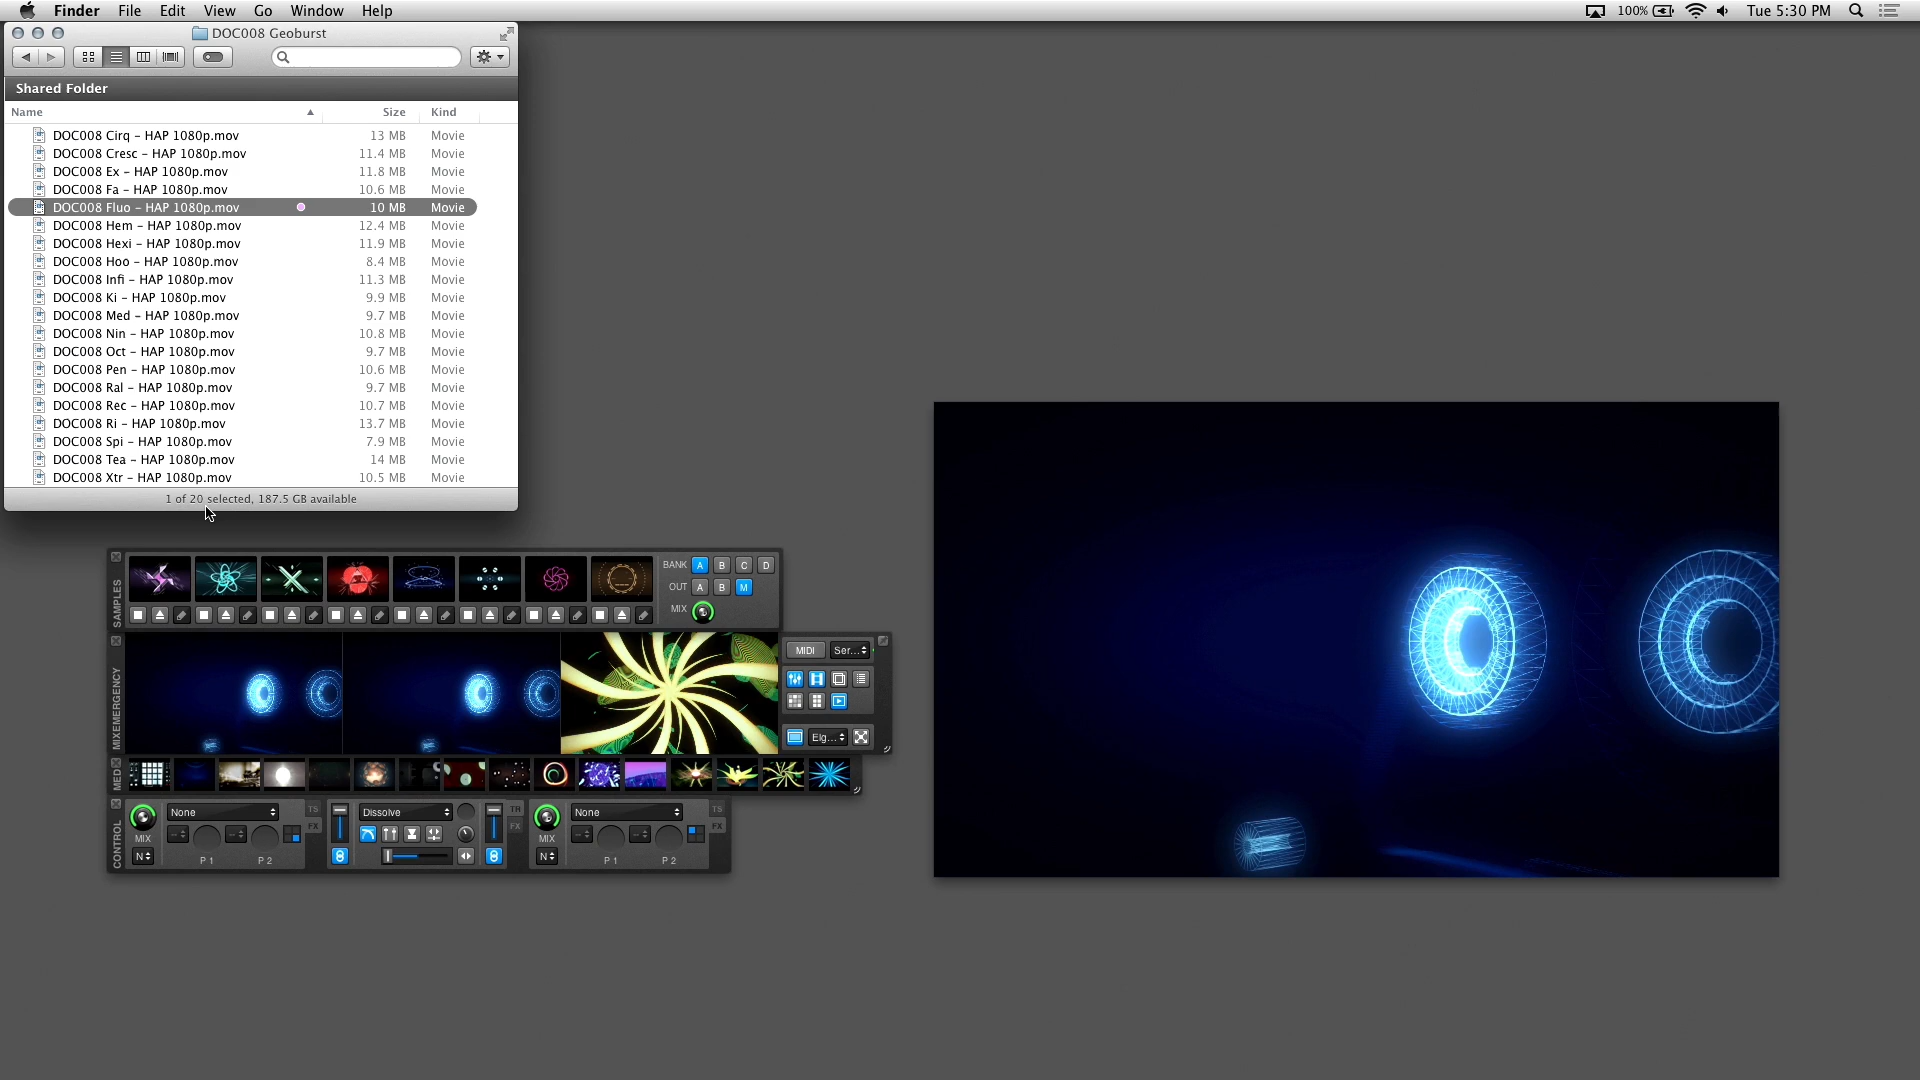 Finder File Edit View Go Window Help 100% Tue 5:30 PM
DOC008 Geoburst
Shared Folder
Name Size Kind
DOC008 Cirq – HAP 1080p.mov 13 MB Movie
DOC008 Cresc – HAP 1080p.mov 11.4 MB Movie
DOC008 Ex – HAP 1080p.mov 11.8 MB Movie
DOC008 Fa – HAP 1080p.mov 10.6 MB Movie
DOC008 Fluo – HAP 1080p.mov 10 MB Movie
DOC008 Hem – HAP 1080p.mov 12.4 MB Movie
DOC008 Hexi – HAP 1080p.mov 11.9 MB Movie
DOC008 Hoo – HAP 1080p.mov 8.4 MB Movie
DOC008 Infi – HAP 1080p.mov 11.3 MB Movie
DOC008 Ki – HAP 1080p.mov 9.9 MB Movie
DOC008 Med – HAP 1080p.mov 9.7 MB Movie
DOC008 Nin – HAP 1080p.mov 10.8 MB Movie
DOC008 Oct – HAP 1080p.mov 9.7 MB Movie
DOC008 Pen – HAP 1080p.mov 10.6 MB Movie
DOC008 Ral – HAP 1080p.mov 9.7 MB Movie
DOC008 Rec – HAP 1080p.mov 10.7 MB Movie
DOC008 Ri – HAP 1080p.mov 13.7 MB Movie
DOC008 Spi – HAP 1080p.mov 7.9 MB Movie
DOC008 Tea – HAP 1080p.mov 14 MB Movie
DOC008 Xtr – HAP 1080p.mov 10.5 MB Movie
1 of 20 selected, 187.5 GB available
SAMPLES
BANK A B C D
OUT A B M
MIX
MIXEMERGENCY
MIDI Ser...
Elg...
MED
CONTROL
None TS Dissolve TR None TS
FX FX FX
MIX MIX
N P 1 P 2 N P 1 P 2